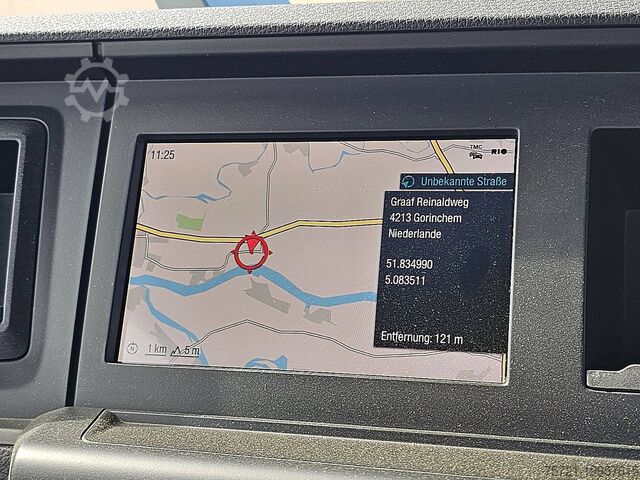 11:25
TMC
RIO
Unbekannte Straße
Graaf Reinaldweg
4213 Gorinchem
Niederlande
51.834990
5.083511
Entfernung: 121 m
1 km
5 m